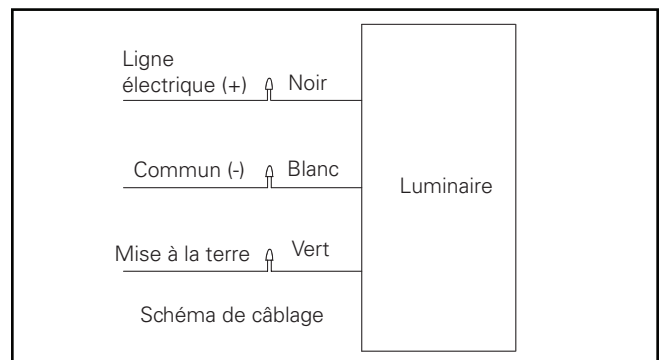 Ligne
électrique (+) Noir
Commun (-) Blanc
Luminaire
Mise à la terre Vert
Schéma de câblage